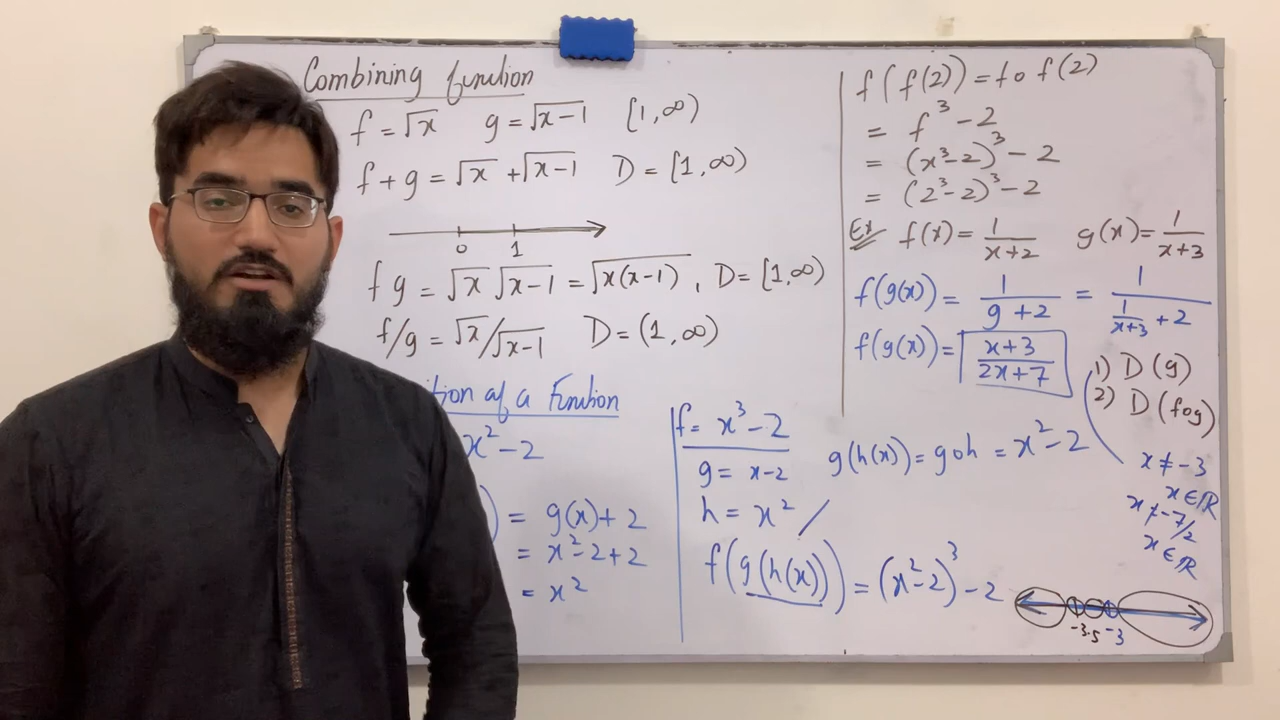 Combining function
f = √x g = √x-1 [1,∞)
f+g = √x + √x-1 D = [1,∞)
0 1
fg = √x √x-1 = √x(x-1) , D = [1,∞)
f/g = √x/√x-1 D = (1,∞)
tion of a Function
x²-2
) = g(x)+2
= x²-2+2
= x²
f = x³-2
g = x-2
h = x²
g(h(x)) = goh = x²-2
f(g(h(x))) = (x²-2)³-2
f(f(2)) = fof(2)
= f³-2
= (x³-2)³-2
= (2³-2)³-2
Ex f(x) = 1/x+2 g(x) = 1/x+3
f(g(x)) = 1/g+2 = 1/(1/x+3 +2)
f(g(x)) = x+3/2x+7
1) D(g)
2) D(fog)
x ≠ -3
x ∈ ℝ
x ≠ -7/2
x ∈ ℝ
-3.5 -3